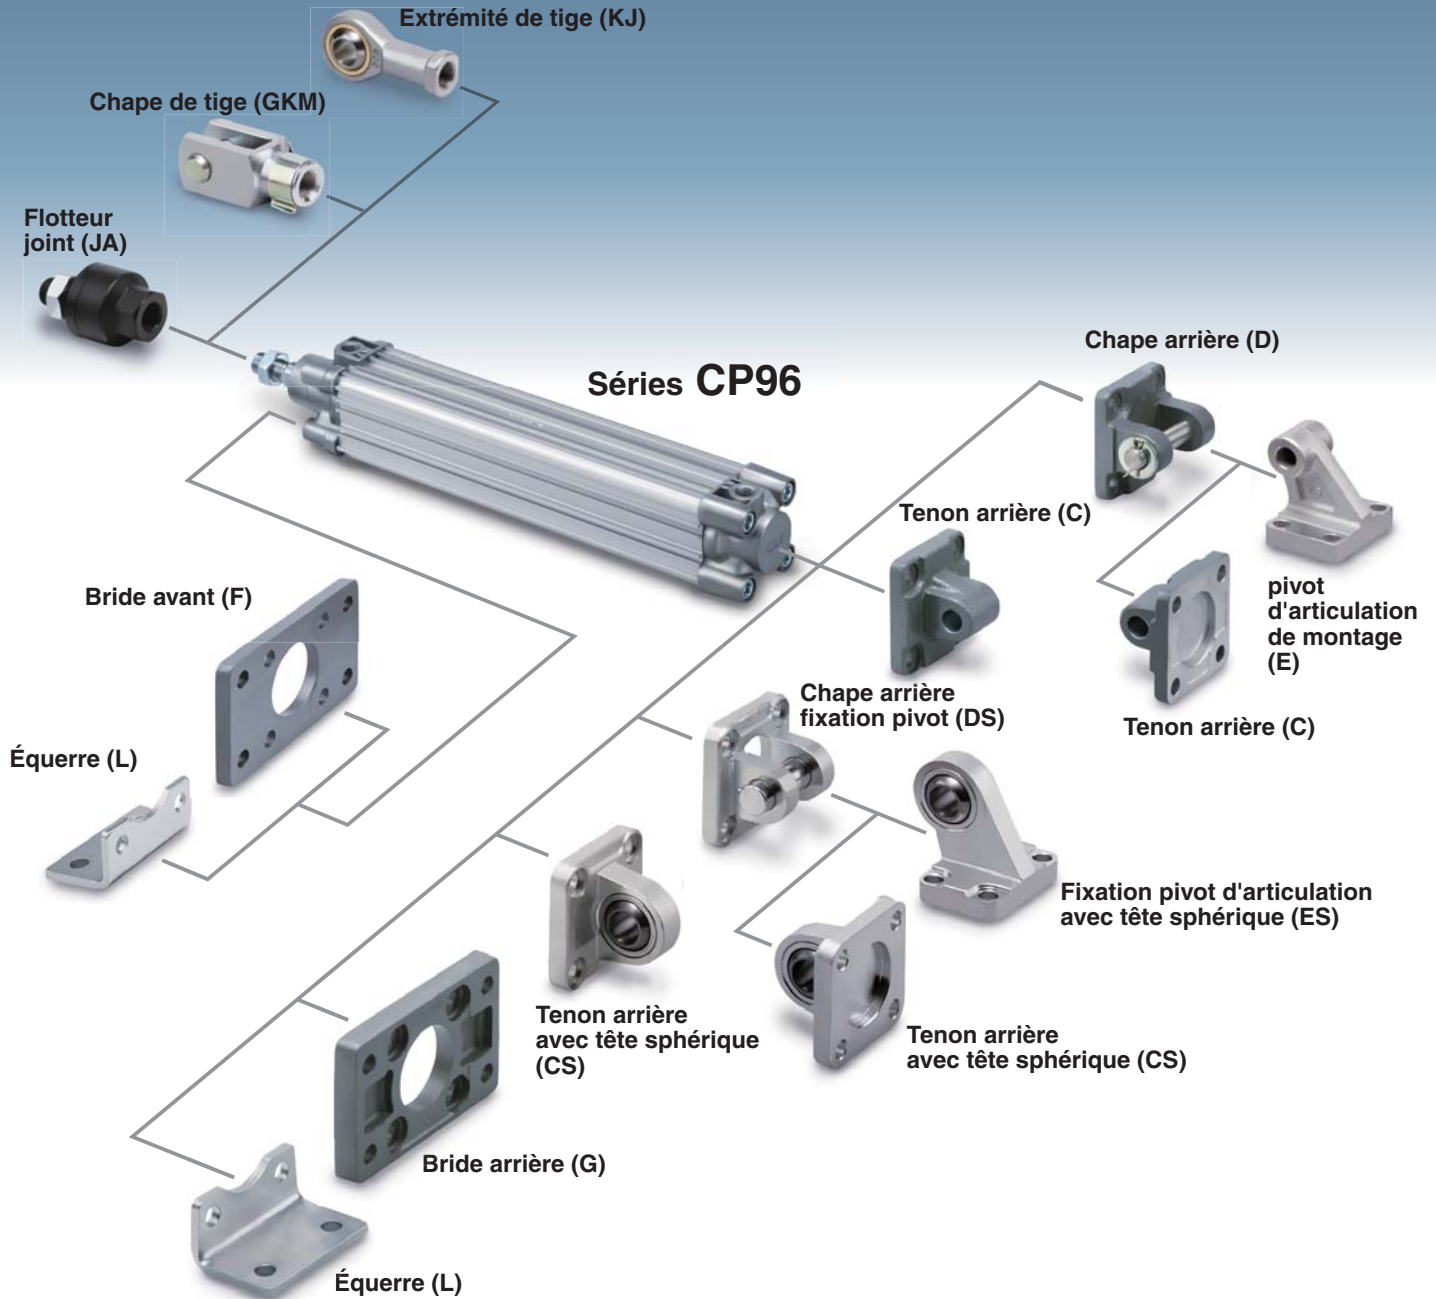 Extrémité de tige (KJ)
Chape de tige (GKM)
Flotteur
joint (JA)
Séries CP96
Chape arrière (D)
Tenon arrière (C)
pivot
d'articulation
de montage
(E)
Tenon arrière (C)
Bride avant (F)
Équerre (L)
Chape arrière
fixation pivot (DS)
Fixation pivot d'articulation
avec tête sphérique (ES)
Tenon arrière
avec tête sphérique
(CS)
Tenon arrière
avec tête sphérique (CS)
Bride arrière (G)
Équerre (L)